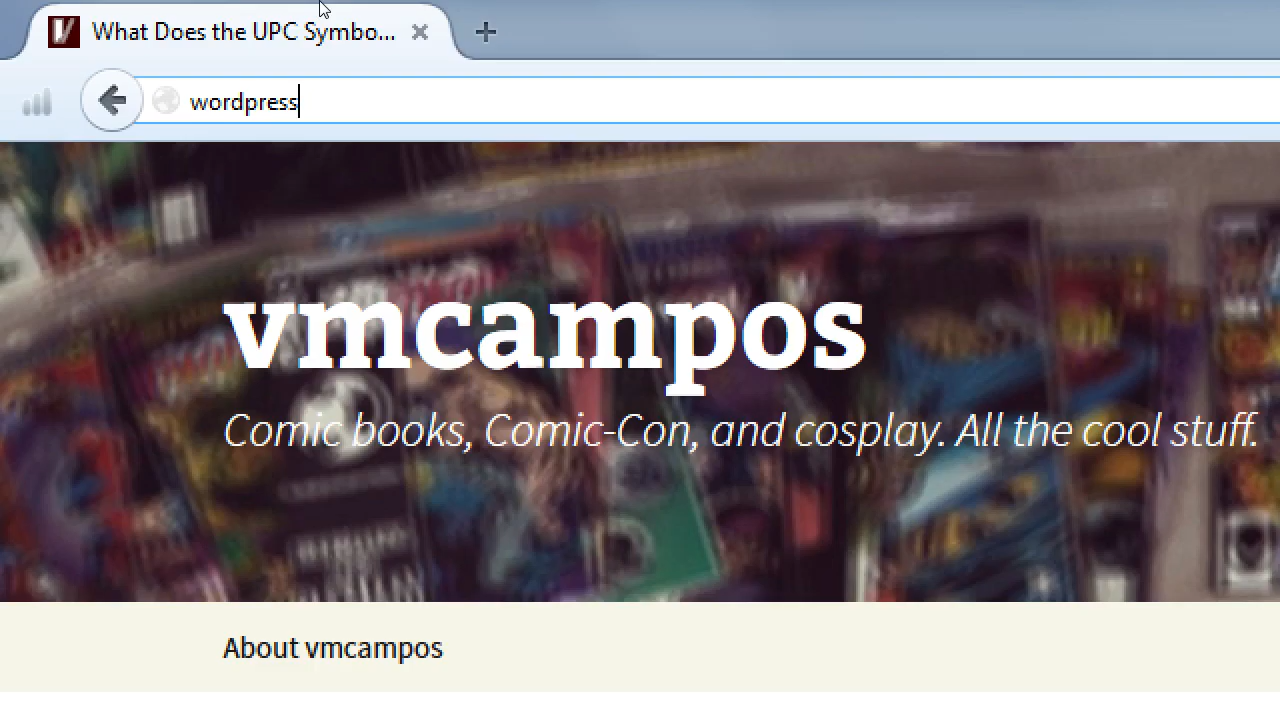 What Does the UPC Symbo...
wordpress
vmcampos
Comic books, Comic-Con, and cosplay. All the cool stuff.
About vmcampos